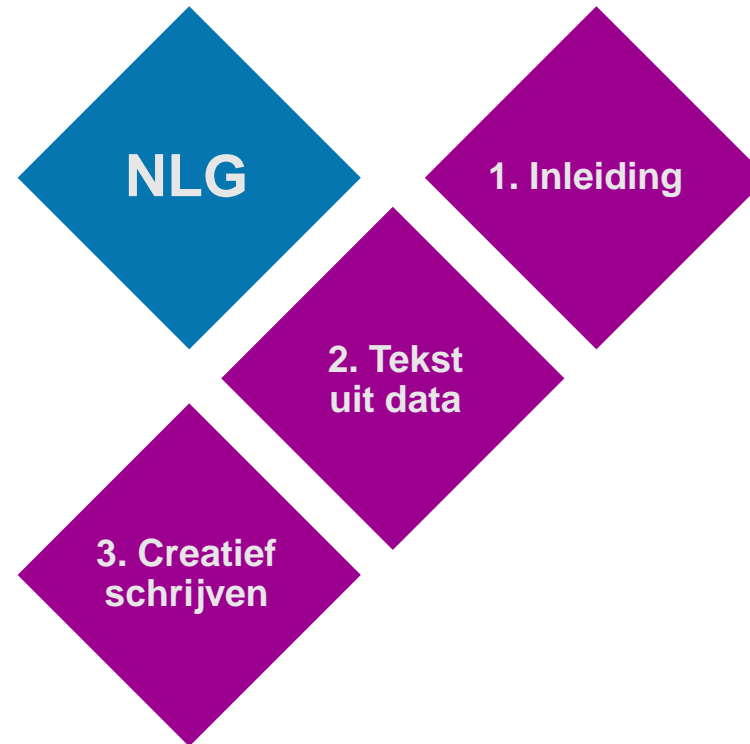 NLG
1. Inleiding
2. Tekst
uit data
3. Creatief
schrijven